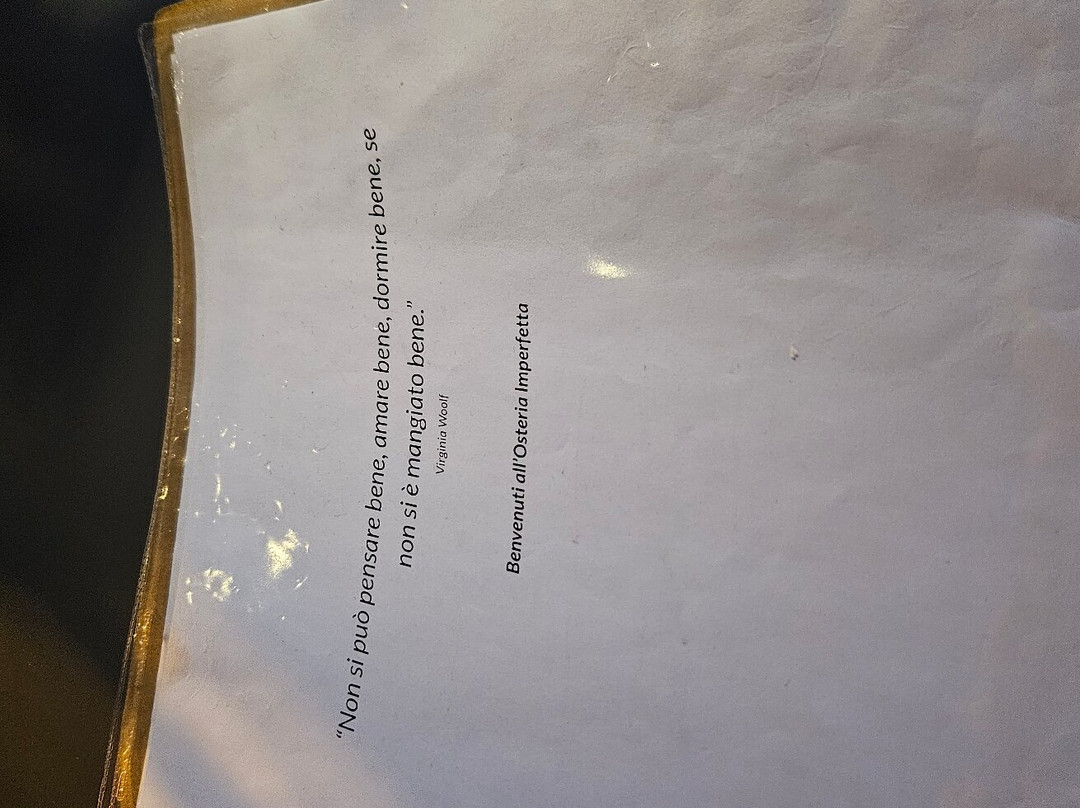 “Non si può pensare bene, amare bene, dormire bene, se
non si è mangiato bene.”
Virginia Woolf
Benvenuti all’Osteria Imperfetta